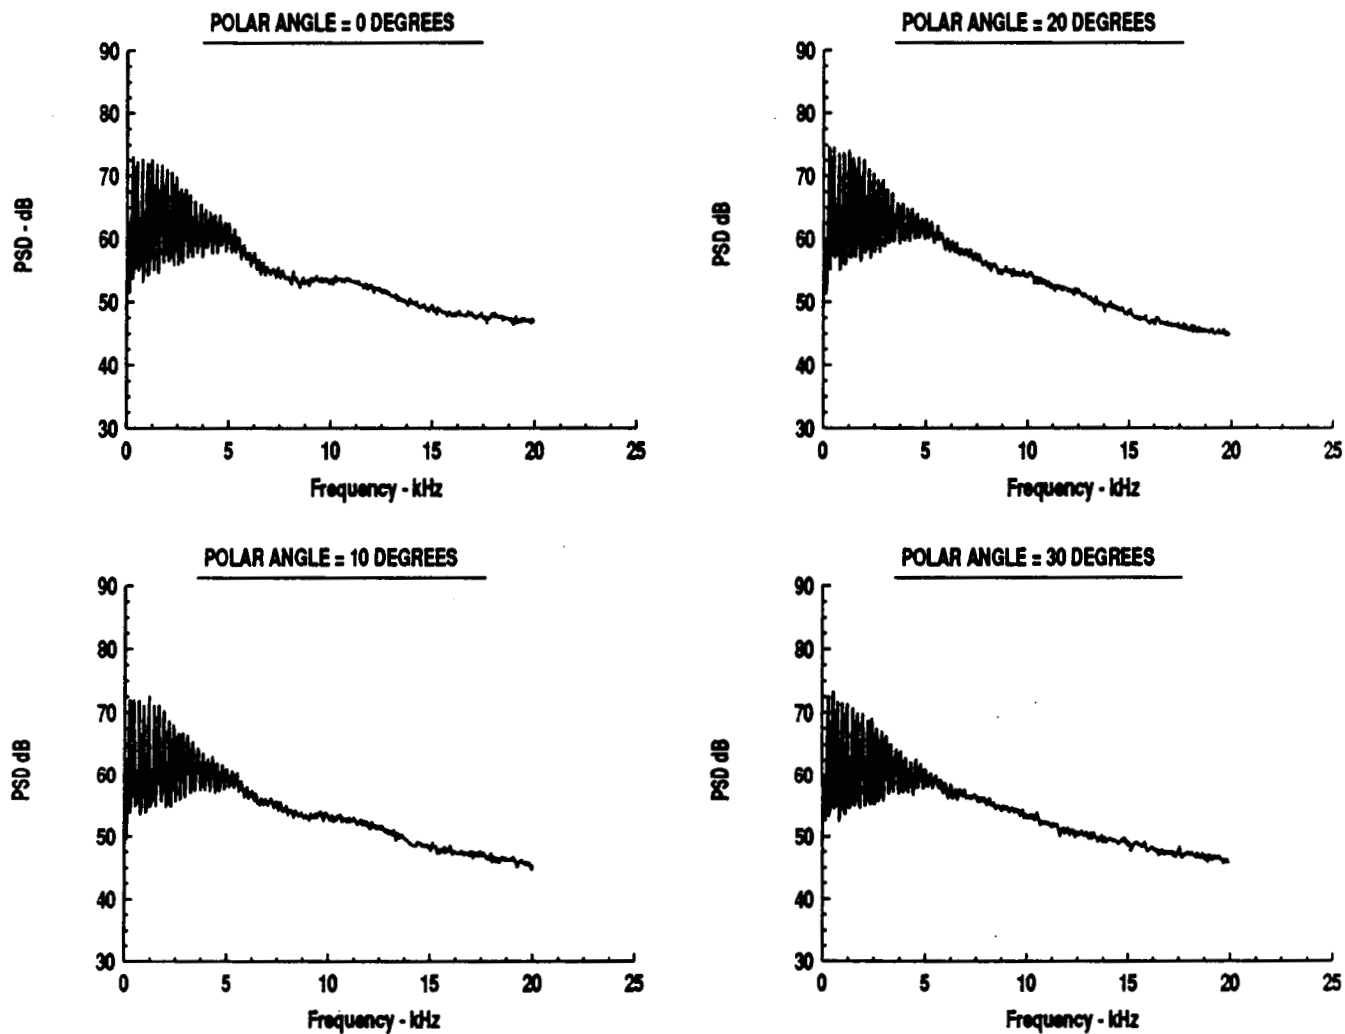 POLAR ANGLE = 0 DEGREES
90
80
70
60
50
40
30
PSD - dB
0 5 10 15 20 25
Frequency - kHz
POLAR ANGLE = 20 DEGREES
90
80
70
60
50
40
30
PSD dB
0 5 10 15 20 25
Frequency - kHz
POLAR ANGLE = 10 DEGREES
90
80
70
60
50
40
30
PSD dB
0 5 10 15 20 25
Frequency - kHz
POLAR ANGLE = 30 DEGREES
90
80
70
60
50
40
30
PSD dB
0 5 10 15 20 25
Frequency - kHz